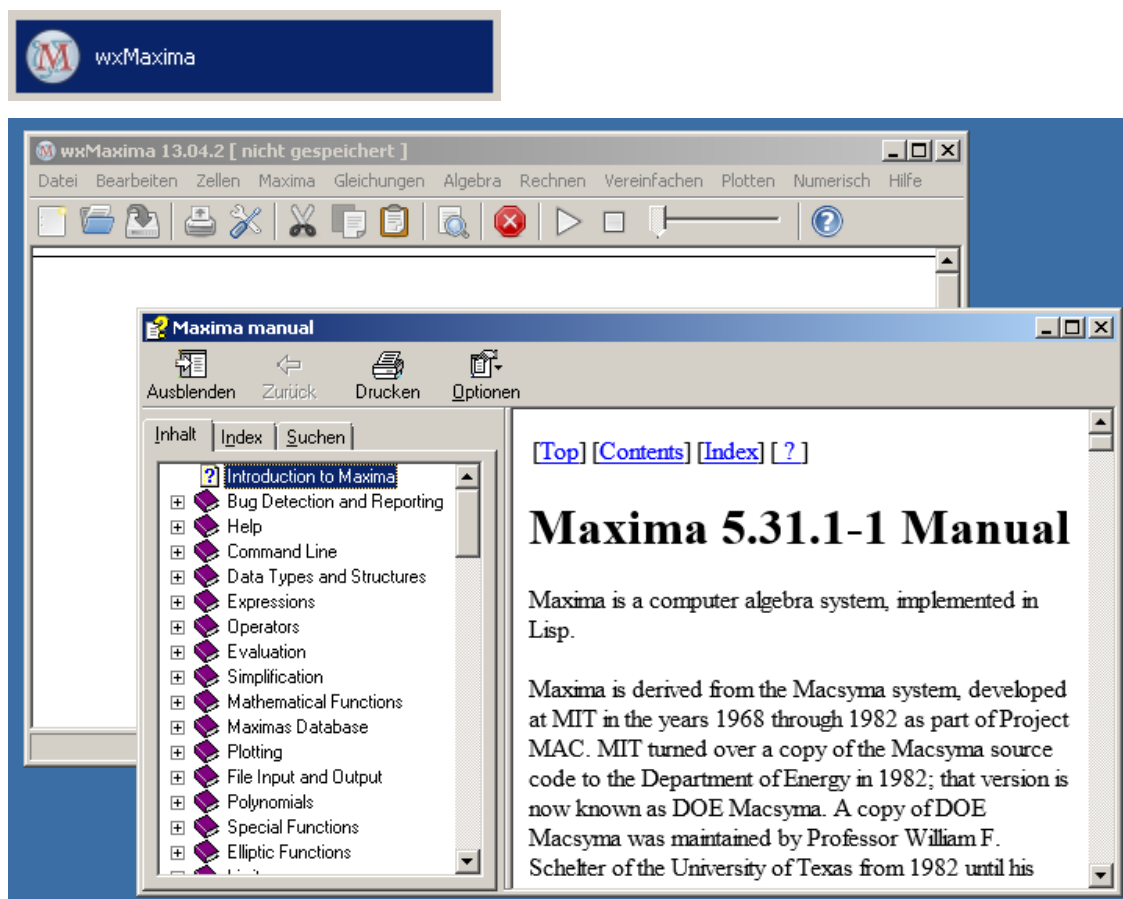 wxMaxima
wxMaxima 13.04.2 [ nicht gespeichert ]
Datei Bearbeiten Zellen Maxima Gleichungen Algebra Rechnen Vereinfachen Plotten Numerisch Hilfe
Maxima manual
Ausblenden Zurück Drucken Optionen
Inhalt Index Suchen
Introduction to Maxima
Bug Detection and Reporting
Help
Command Line
Data Types and Structures
Expressions
Operators
Evaluation
Simplification
Mathematical Functions
Maximas Database
Plotting
File Input and Output
Polynomials
Special Functions
Elliptic Functions
[Top] [Contents] [Index] [ ? ]
Maxima 5.31.1-1 Manual
Maxima is a computer algebra system, implemented in
Lisp.
Maxima is derived from the Macsyma system, developed
at MIT in the years 1968 through 1982 as part of Project
MAC. MIT turned over a copy of the Macsyma source
code to the Department of Energy in 1982; that version is
now known as DOE Macsyma. A copy of DOE
Macsyma was maintained by Professor William F.
Schelter of the University of Texas from 1982 until his